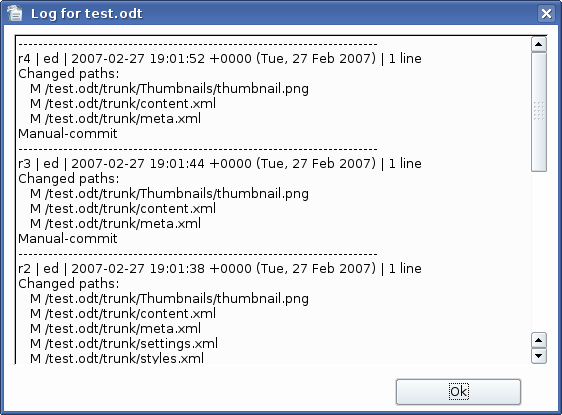 Log for test.odt
------------------------------------------------------------------------
r4 | ed | 2007-02-27 19:01:52 +0000 (Tue, 27 Feb 2007) | 1 line
Changed paths:
   M /test.odt/trunk/Thumbnails/thumbnail.png
   M /test.odt/trunk/content.xml
   M /test.odt/trunk/meta.xml
Manual-commit
------------------------------------------------------------------------
r3 | ed | 2007-02-27 19:01:44 +0000 (Tue, 27 Feb 2007) | 1 line
Changed paths:
   M /test.odt/trunk/Thumbnails/thumbnail.png
   M /test.odt/trunk/content.xml
   M /test.odt/trunk/meta.xml
Manual-commit
------------------------------------------------------------------------
r2 | ed | 2007-02-27 19:01:38 +0000 (Tue, 27 Feb 2007) | 1 line
Changed paths:
   M /test.odt/trunk/Thumbnails/thumbnail.png
   M /test.odt/trunk/content.xml
   M /test.odt/trunk/meta.xml
   M /test.odt/trunk/settings.xml
   M /test.odt/trunk/styles.xml
Ok